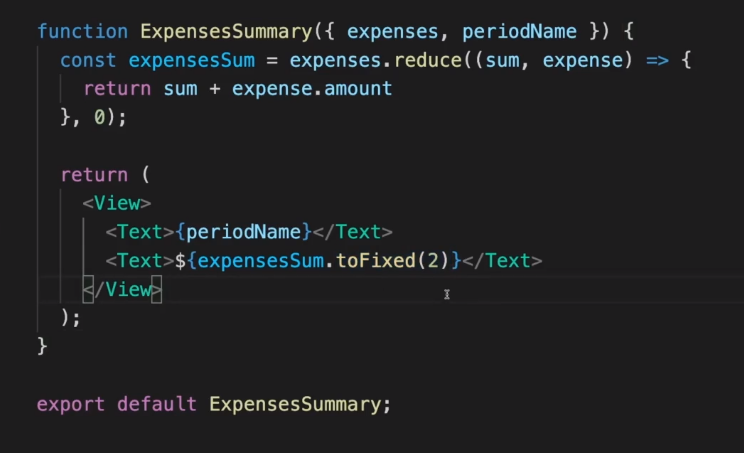 function ExpensesSummary({ expenses, periodName }) {
  const expensesSum = expenses.reduce((sum, expense) => {
    return sum + expense.amount
  }, 0);

  return (
    <View>
      <Text>{periodName}</Text>
      <Text>${expensesSum.toFixed(2)}</Text>
    </View>
  );
}

export default ExpensesSummary;